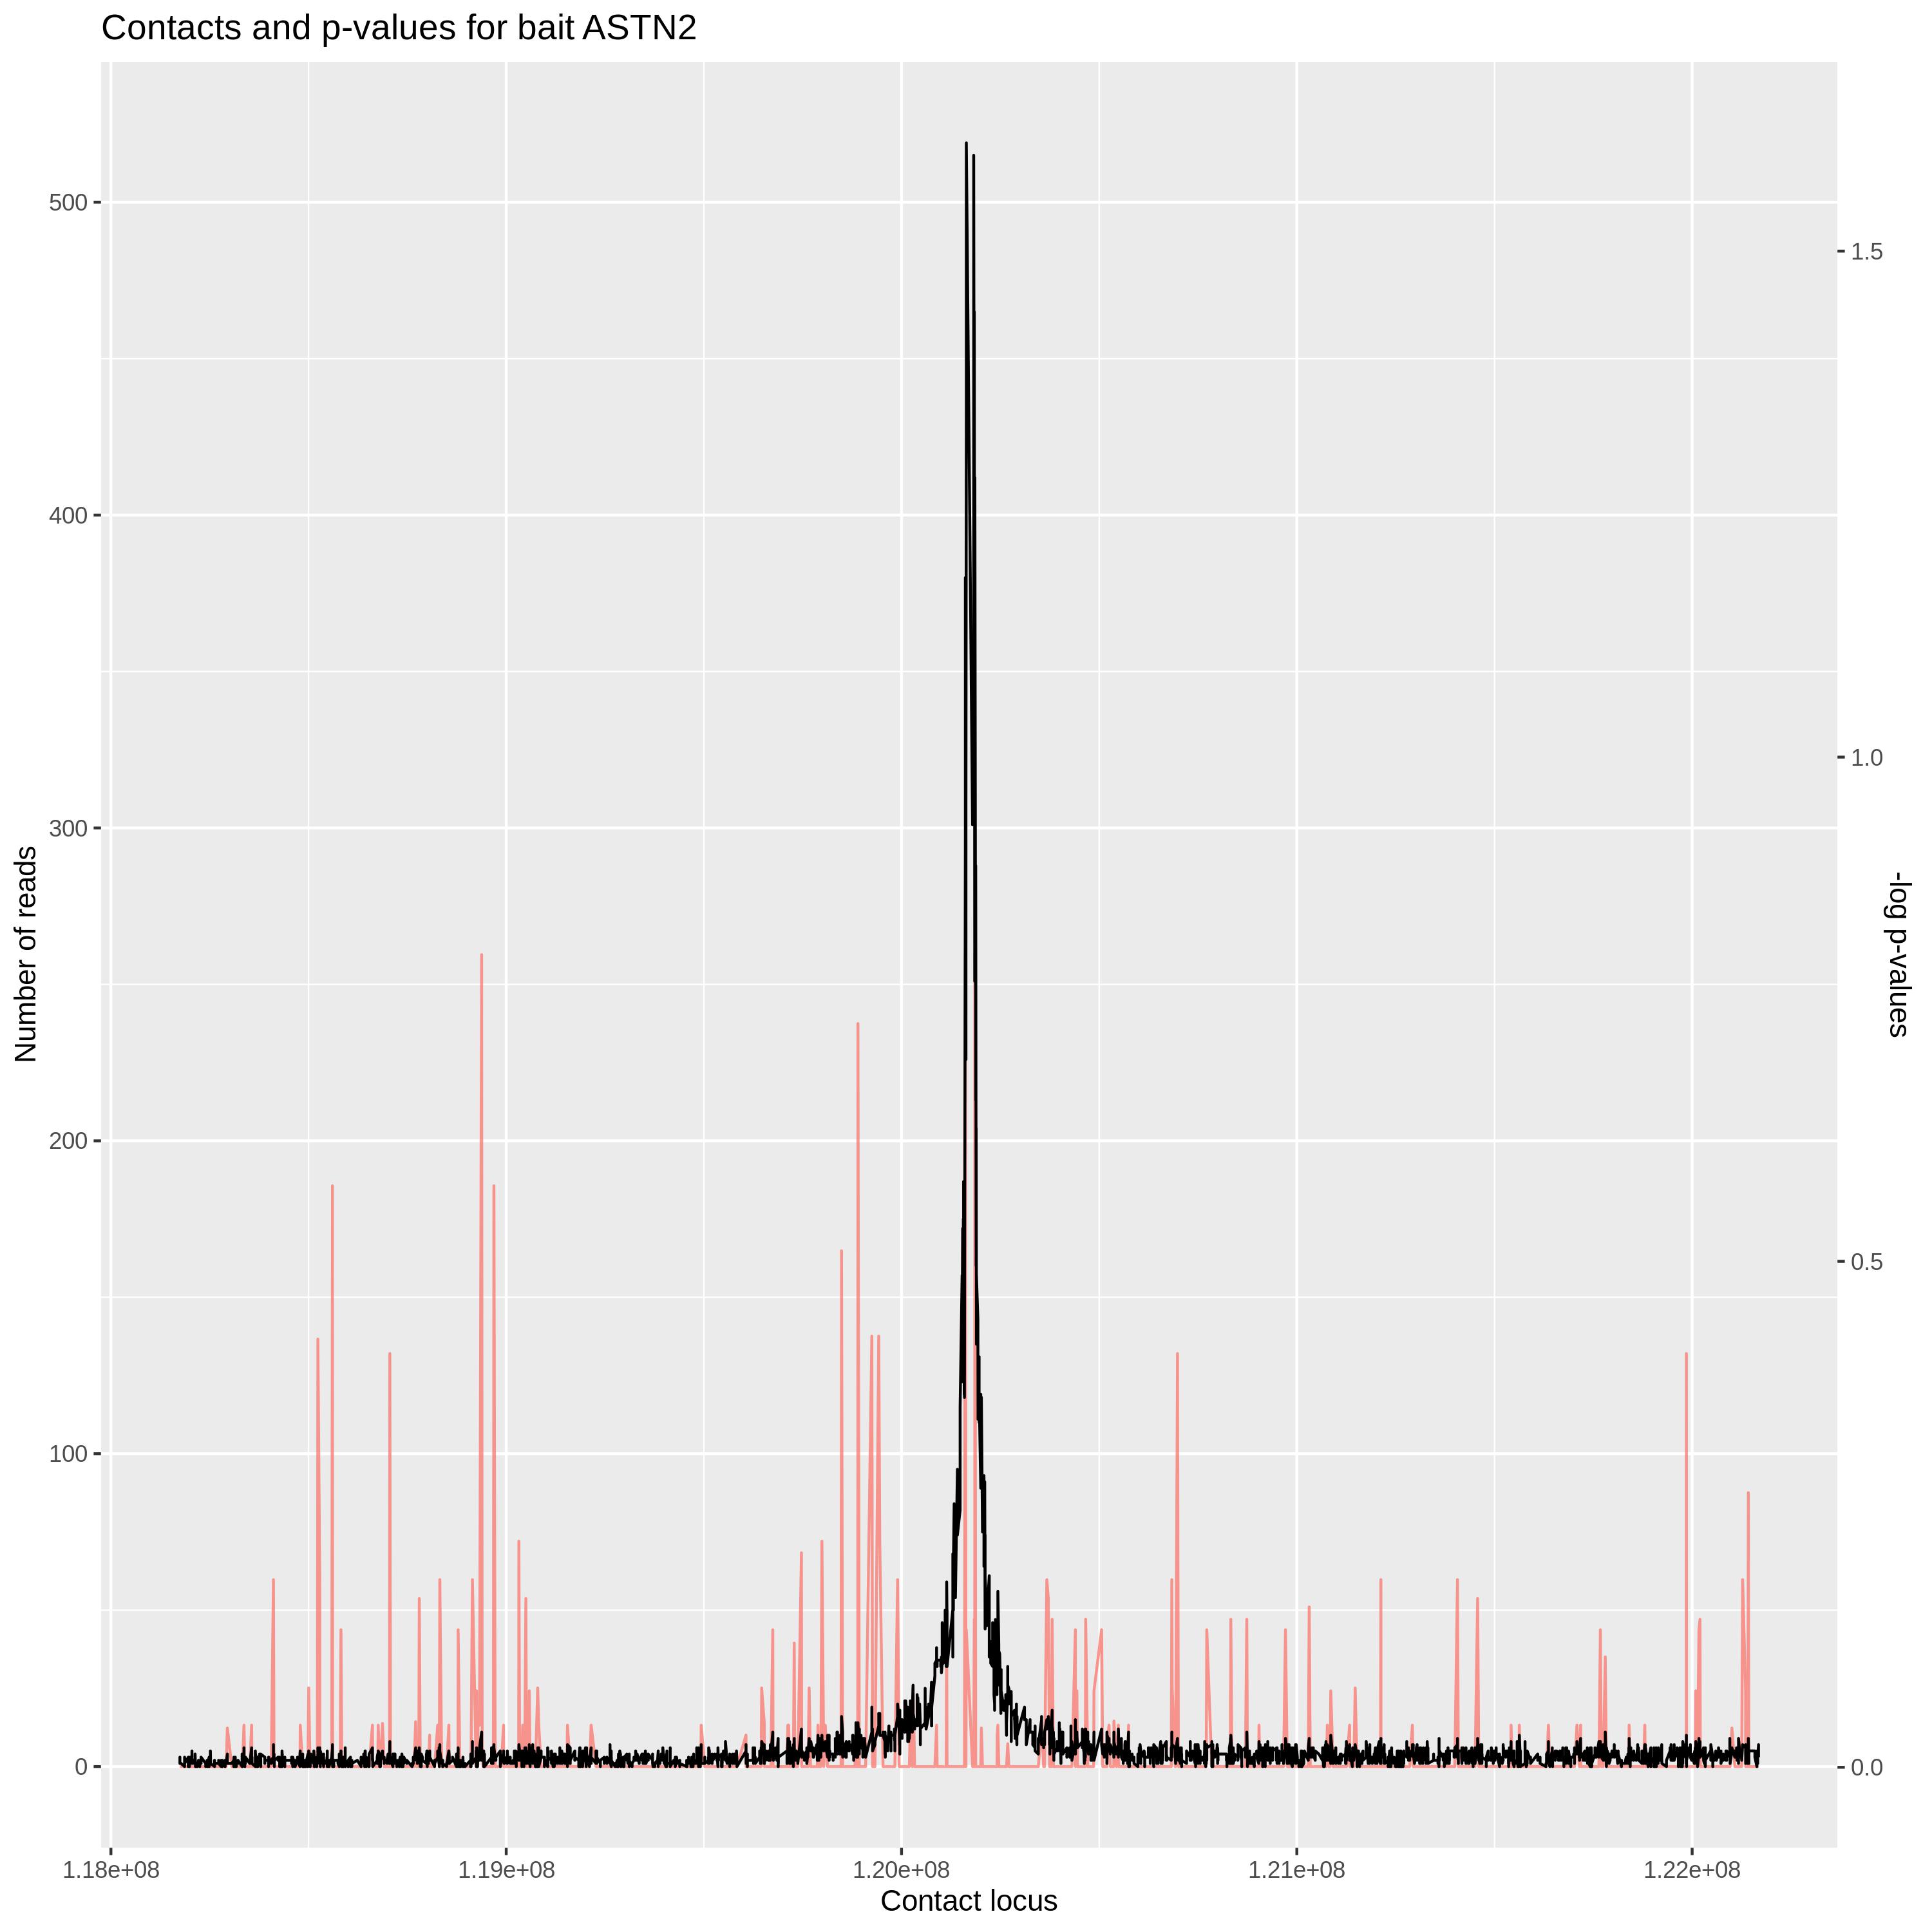 Contacts and p-values for bait ASTN2
500
400
300
200
100
0
Number of reads
1.5
1.0
0.5
0.0
-log p-values
1.18e+08
1.19e+08
1.20e+08
1.21e+08
1.22e+08
Contact locus